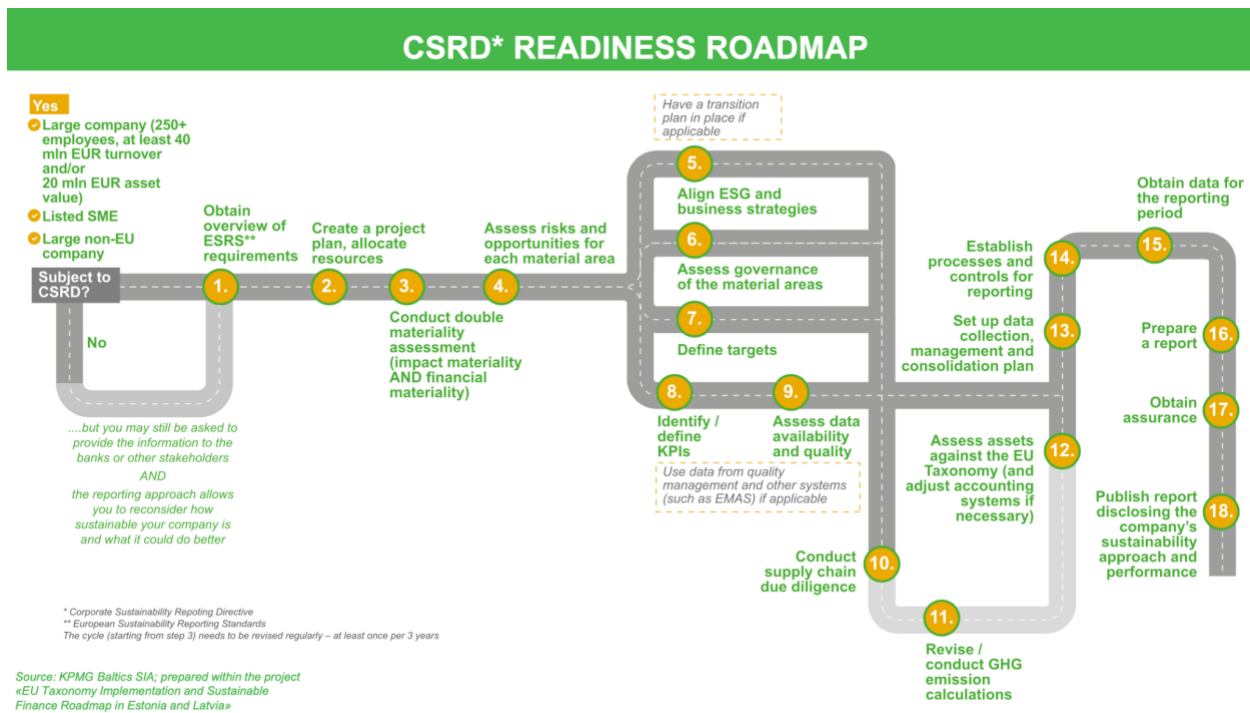 CSRD* READINESS ROADMAP
Yes
Large company (250+
employees, at least 40
mln EUR turnover
and/or
20 mln EUR asset
value)
Listed SME
Large non-EU
company
Subject to
CSRD?
No
....but you may still be asked to
provide the information to the
banks or other stakeholders
AND
the reporting approach allows
you to reconsider how
sustainable your company is
and what it could do better
1.
Obtain
overview of
ESRS**
requirements
2.
Create a project
plan, allocate
resources
3.
Conduct double
materiality
assessment
(impact materiality
AND financial
materiality)
4.
Assess risks and
opportunities for
each material area
Have a transition
plan in place if
applicable
5.
Align ESG and
business strategies
6.
Assess governance
of the material areas
7.
Define targets
8.
Identify /
define
KPIs
9.
Assess data
availability
and quality
Use data from quality
management and other systems
(such as EMAS) if applicable
10.
Conduct
supply chain
due diligence
11.
Revise /
conduct GHG
emission
calculations
12.
Assess assets
against the EU
Taxonomy (and
adjust accounting
systems if
necessary)
13.
Set up data
collection,
management and
consolidation plan
14.
Establish
processes and
controls for
reporting
15.
Obtain data for
the reporting
period
16.
Prepare
a report
17.
Obtain
assurance
18.
Publish report
disclosing the
company's
sustainability
approach and
performance
* Corporate Sustainability Repoting Directive
** European Sustainability Reporting Standards
The cycle (starting from step 3) needs to be revised regularly – at least once per 3 years
Source: KPMG Baltics SIA; prepared within the project
«EU Taxonomy Implementation and Sustainable
Finance Roadmap in Estonia and Latvia»